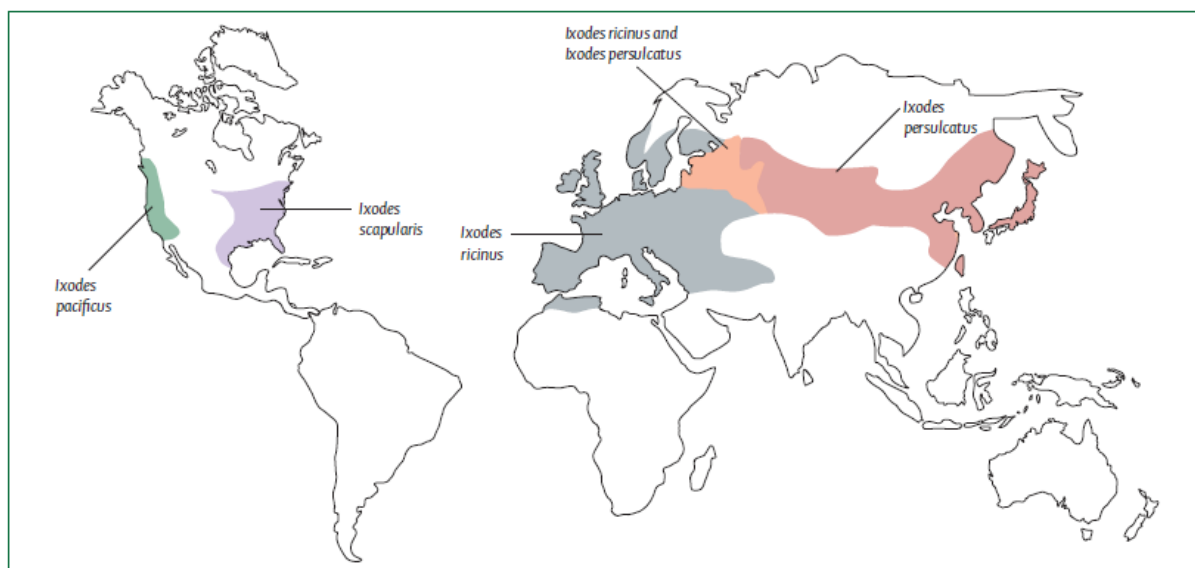 Ixodes ricinus and
Ixodes persulcatus
Ixodes
persulcatus
Ixodes
scapularis
Ixodes
ricinus
Ixodes
pacificus